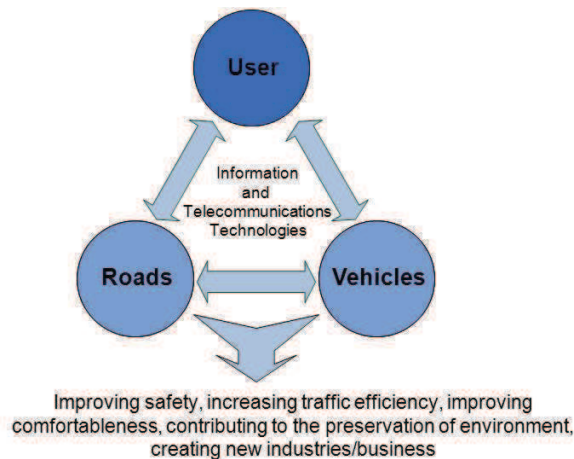 User
Information
and
Telecommunications
Technologies
Roads
Vehicles
Improving safety, increasing traffic efficiency, improving
comfortableness, contributing to the preservation of environment,
creating new industries/business